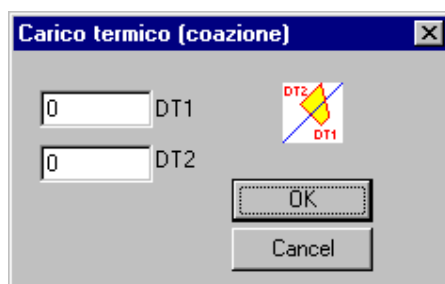 Carico termico (coazione)
0 DT1
DT2
DT1
0 DT2
OK
Cancel